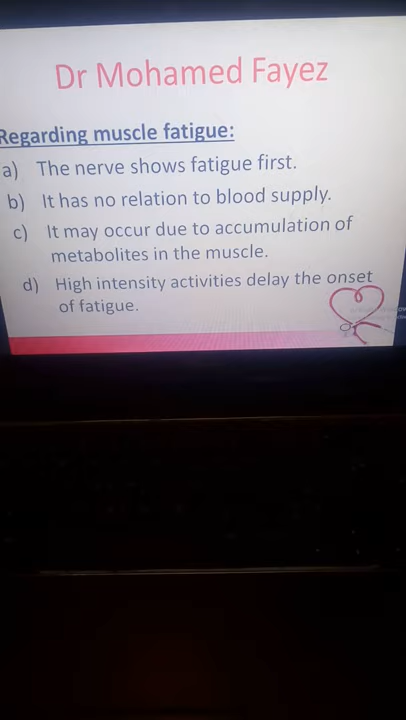 Dr Mohamed Fayez
Regarding muscle fatigue:
a) The nerve shows fatigue first.
b) It has no relation to blood supply.
c) It may occur due to accumulation of
metabolites in the muscle.
d) High intensity activities delay the onset
of fatigue.